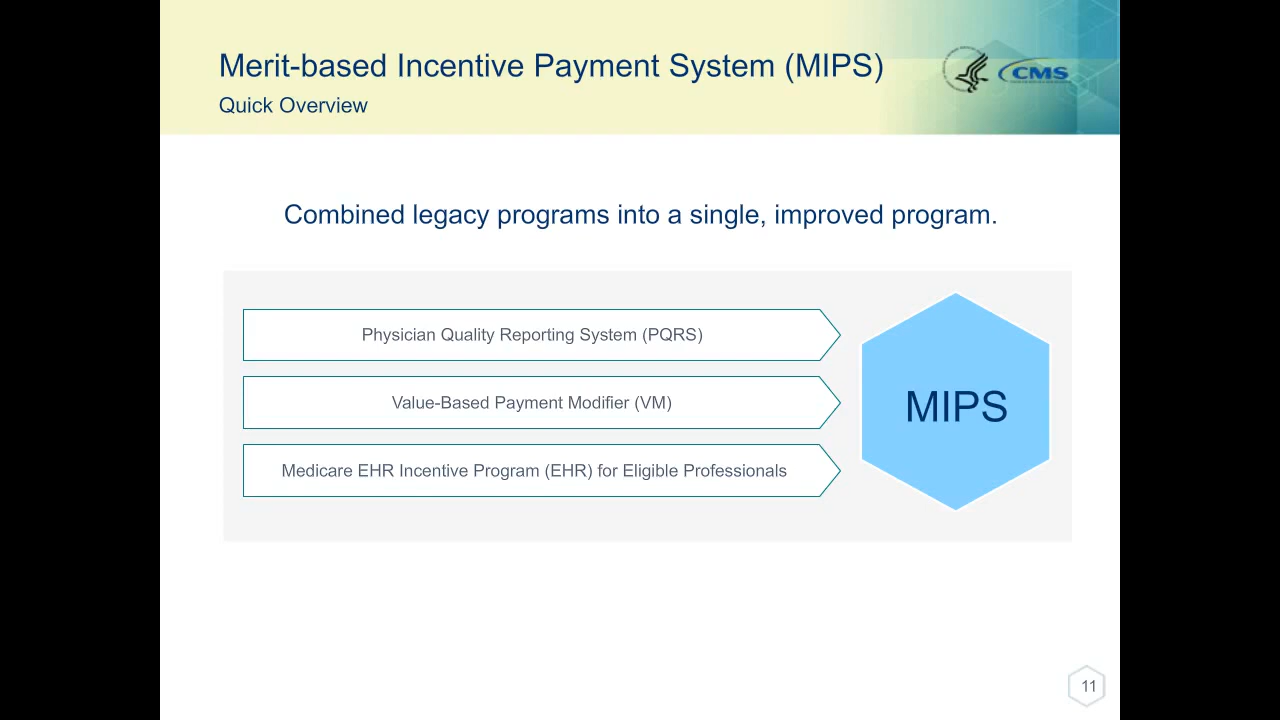 Merit-based Incentive Payment System (MIPS)
Quick Overview
CMS
Combined legacy programs into a single, improved program.
Physician Quality Reporting System (PQRS)
Value-Based Payment Modifier (VM)
Medicare EHR Incentive Program (EHR) for Eligible Professionals
MIPS
11